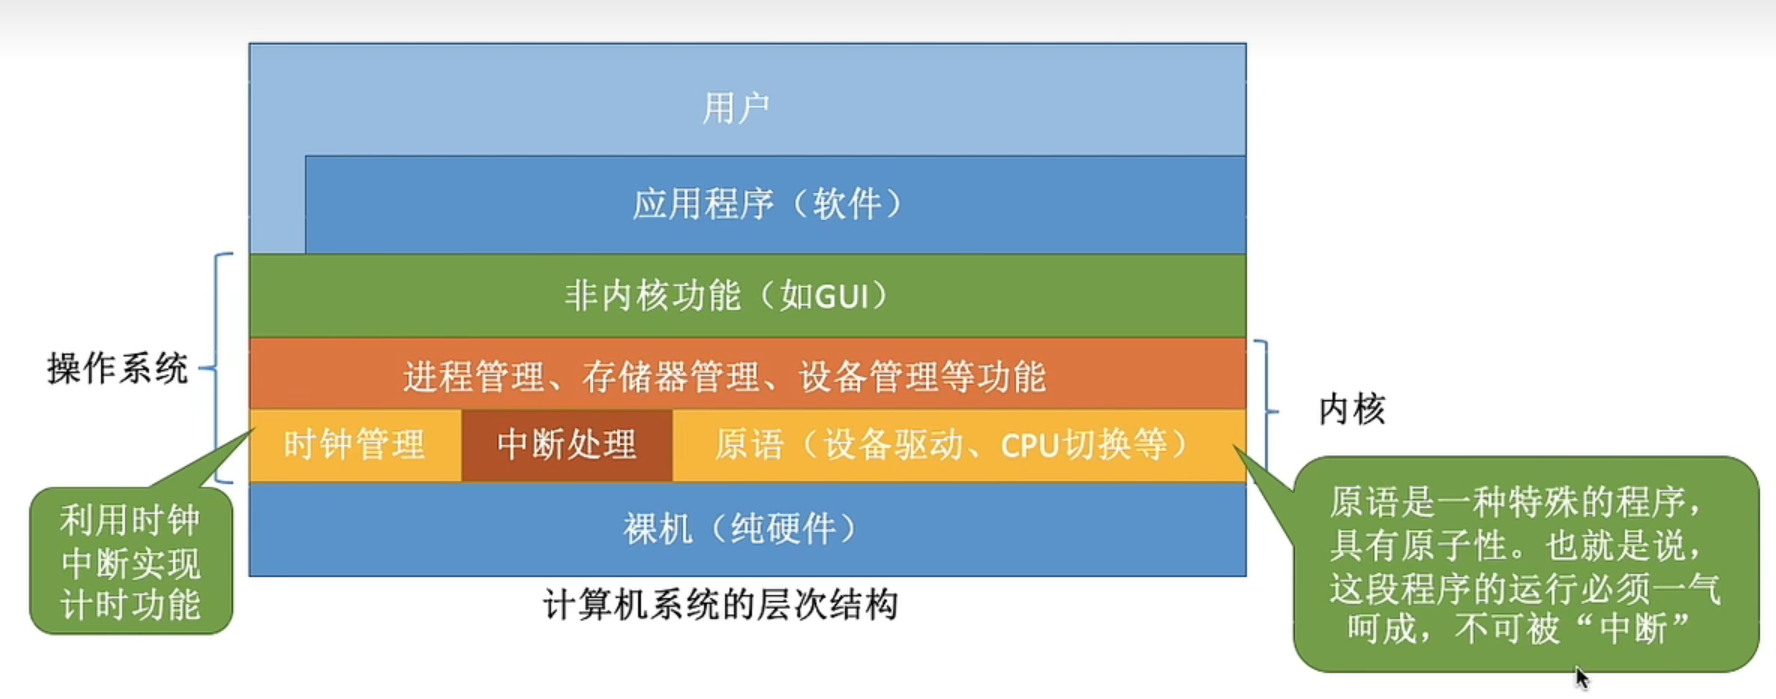 用户
应用程序（软件）
非内核功能（如GUI）
操作系统
进程管理、存储器管理、设备管理等功能
内核
时钟管理
中断处理
原语（设备驱动、CPU切换等）
利用时钟
中断实现
计时功能
裸机（纯硬件）
原语是一种特殊的程序，
具有原子性。也就是说，
这段程序的运行必须一气
呵成，不可被“中断”
计算机系统的层次结构